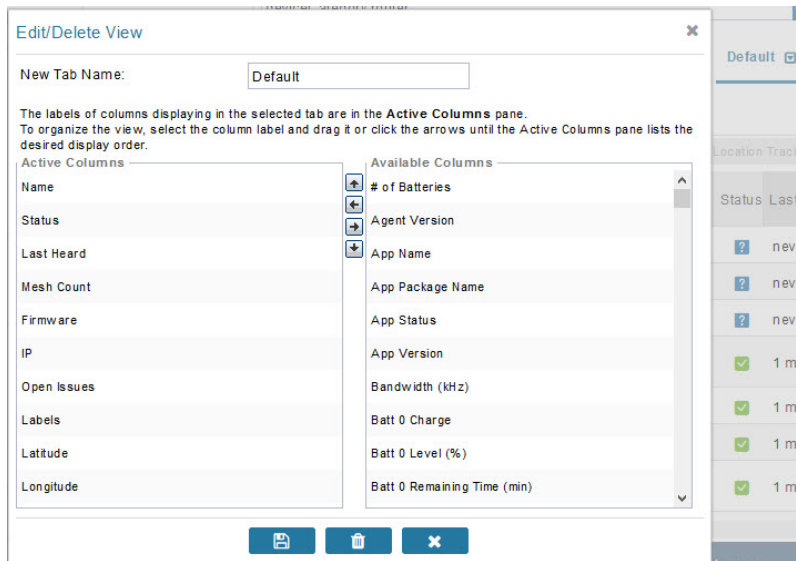 Edit/Delete View
New Tab Name:
Default
The labels of columns displaying in the selected tab are in the Active Columns pane.
To organize the view, select the column label and drag it or click the arrows until the Active Columns pane lists the
desired display order.
Active Columns
Name
Status
Last Heard
Mesh Count
Firmware
IP
Open Issues
Labels
Latitude
Longitude
Available Columns
# of Batteries
Agent Version
App Name
App Package Name
App Status
App Version
Bandwidth (kHz)
Batt 0 Charge
Batt 0 Level (%)
Batt 0 Remaining Time (min)
Default
Location Trac
Status Las
? nev
? nev
? nev
1 m
1 m
1 m
1 m